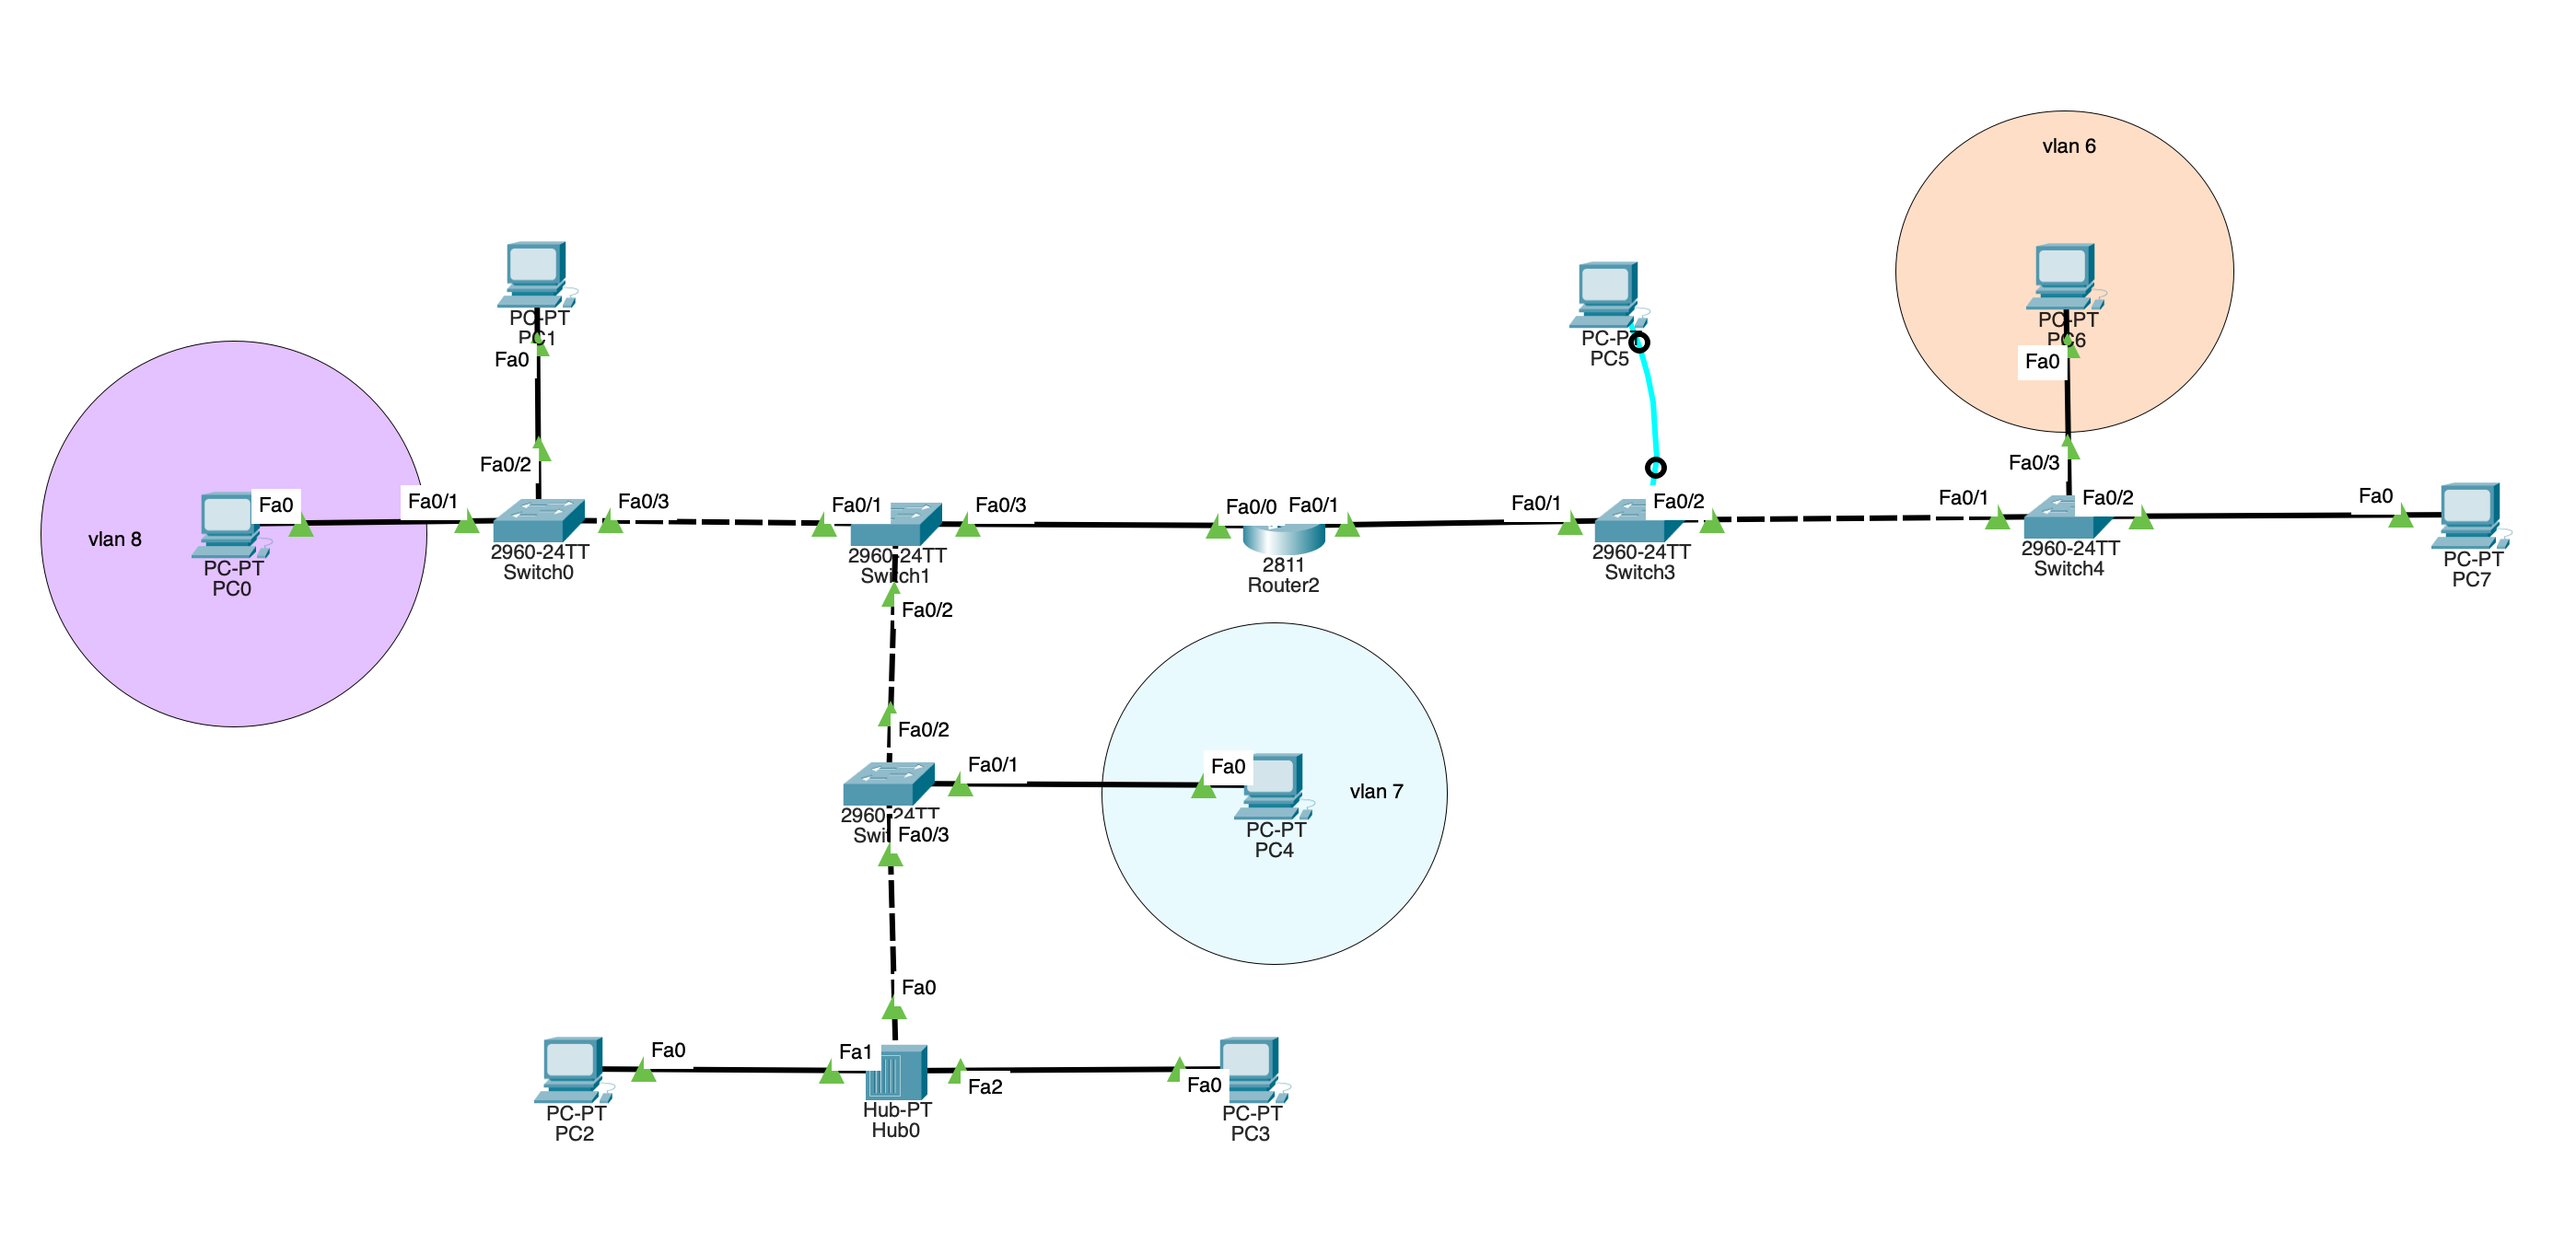 vlan 6
PC-PT
PC1
Fa0
PC-PT
PC5
PC-PT
PC6
Fa0
Fa0/2
Fa0/3
vlan 8
Fa0
PC-PT
PC0
Fa0/1
2960-24TT
Switch0
Fa0/3
Fa0/1
2960-24TT
Switch1
Fa0/3
Fa0/2
Fa0/0
Fa0/1
2811
Router2
Fa0/1
Fa0/2
2960-24TT
Switch3
Fa0/1
Fa0/2
2960-24TT
Switch4
Fa0
PC-PT
PC7
Fa0/2
Fa0/1
2960-24TT
Fa0/3
Fa0
PC-PT
PC4
vlan 7
Fa0
Fa0
PC-PT
PC2
Fa1
Fa2
Hub-PT
Hub0
Fa0
PC-PT
PC3